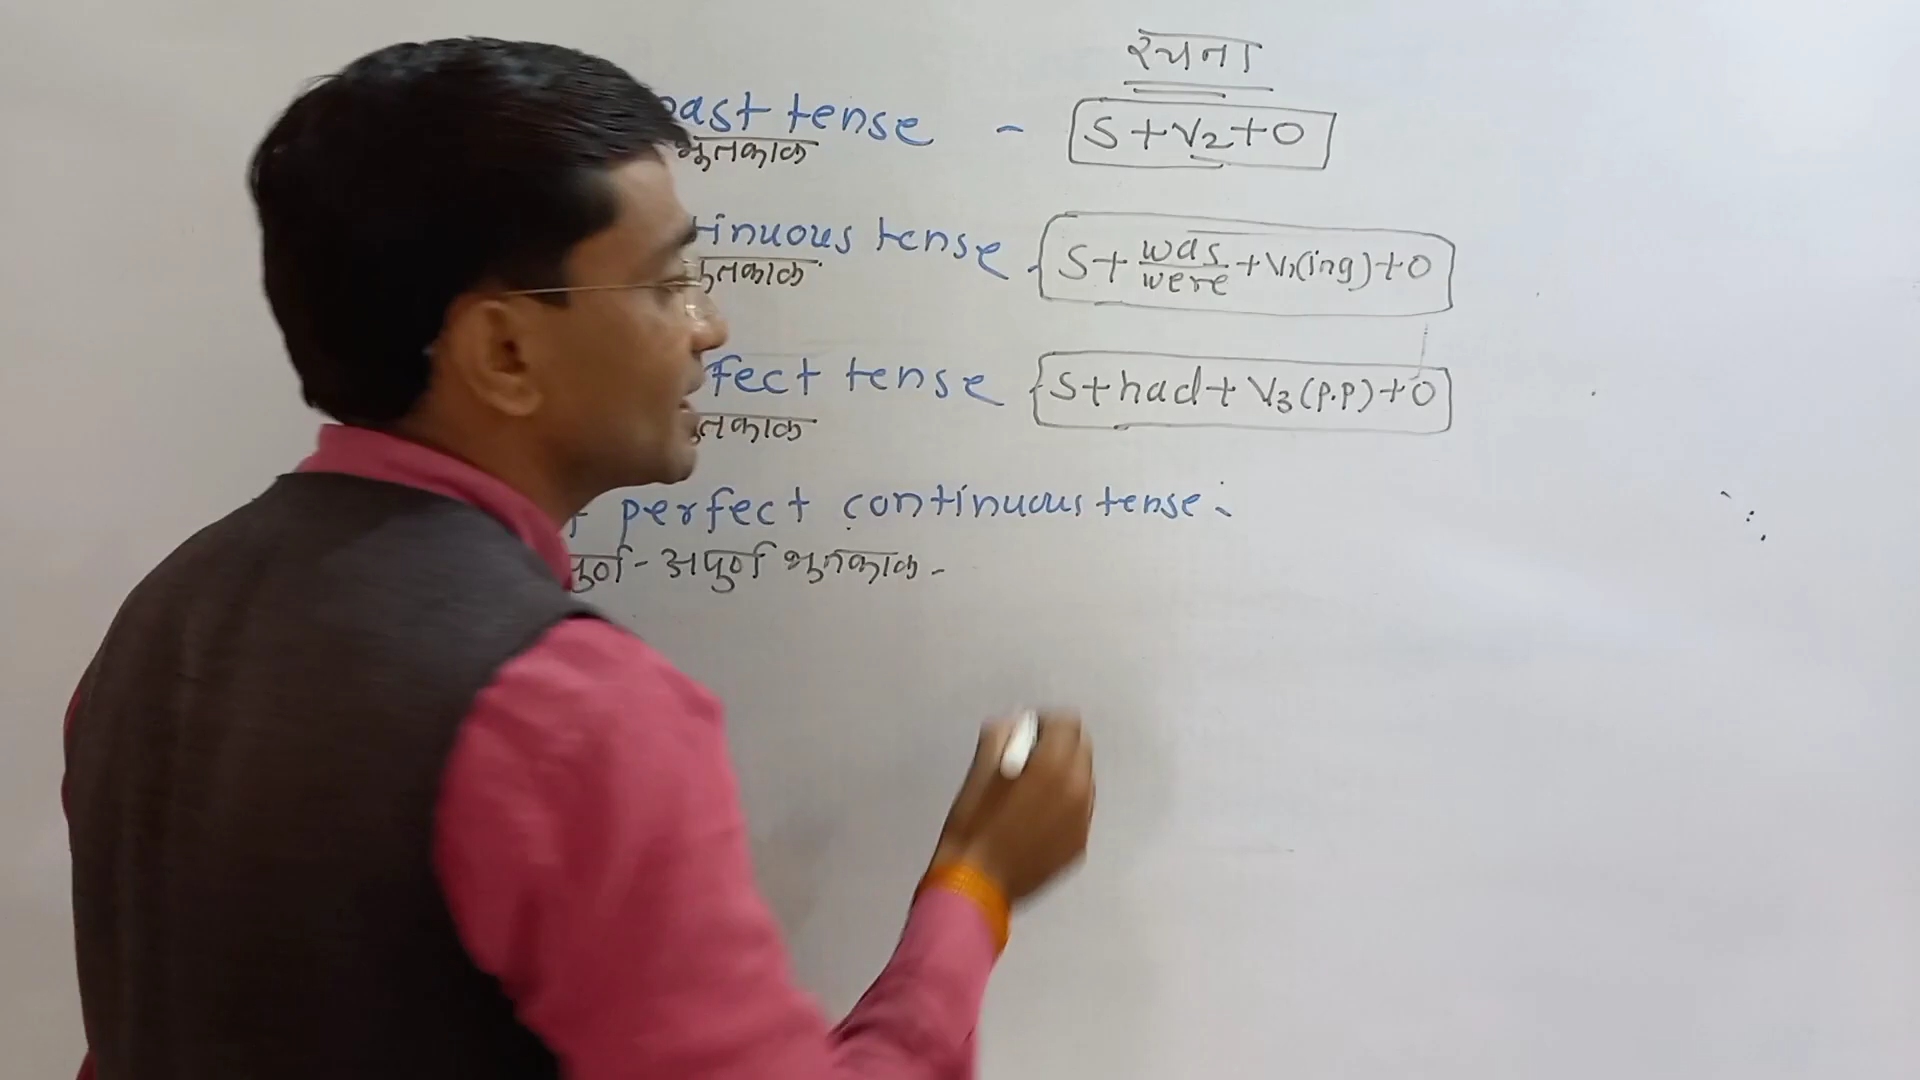 रचना
past tense - S+V2+O
भूतकाळ
tinuous tense. S+ was/were +V1(ing)+O
तकाळ.
fect tense S+had+ V3(P.P)+O
तकाळ
perfect continuous tense-
पुर्ण-अपुर्ण भुतकाळ-